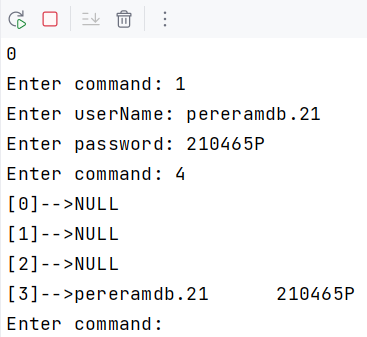 0
Enter command: 1
Enter userName: pereramdb.21
Enter password: 210465P
Enter command: 4
[0]-->NULL
[1]-->NULL
[2]-->NULL
[3]-->pereramdb.21      210465P
Enter command: